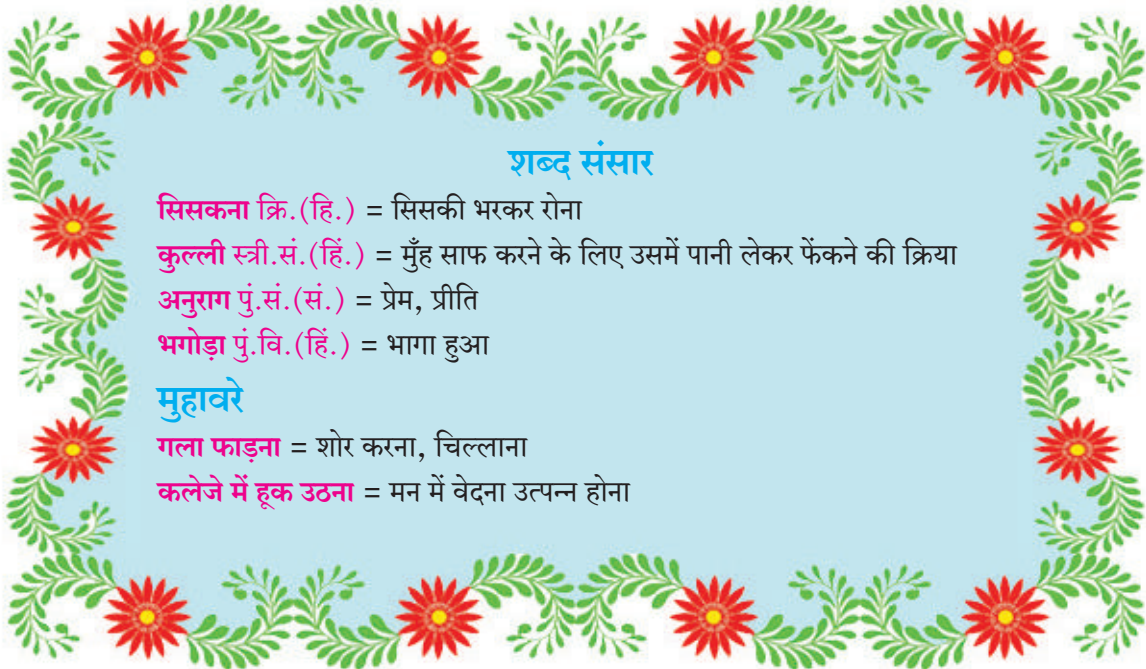 शब्द संसार
सिसकना क्रि.(हि.) = सिसकी भरकर रोना
कुल्ली स्त्री.सं.(हिं.) = मुँह साफ करने के लिए उसमें पानी लेकर फेंकने की क्रिया
अनुराग पुं.सं.(सं.) = प्रेम, प्रीति
भगोड़ा पुं.वि.(हिं.) = भागा हुआ
मुहावरे
गला फाड़ना = शोर करना, चिल्लाना
कलेजे में हूक उठना = मन में वेदना उत्पन्न होना